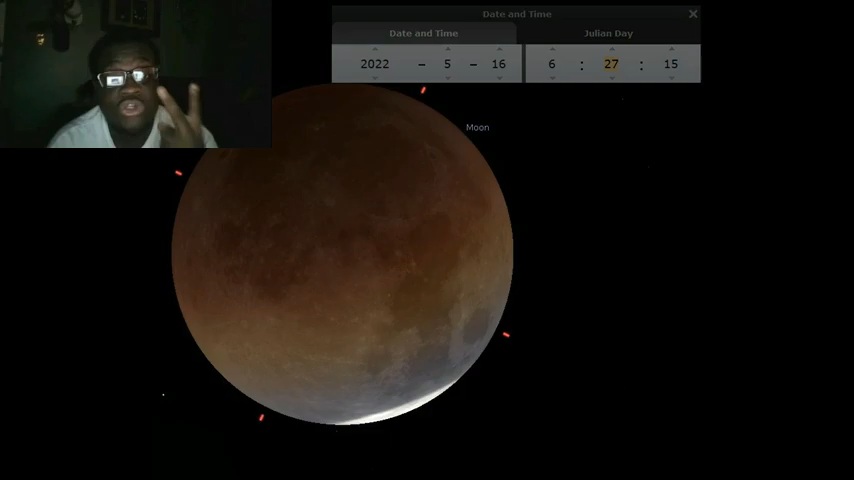 Date and Time
Date and Time Julian Day
2022 - 5 - 16 6 : 27 : 15
Moon